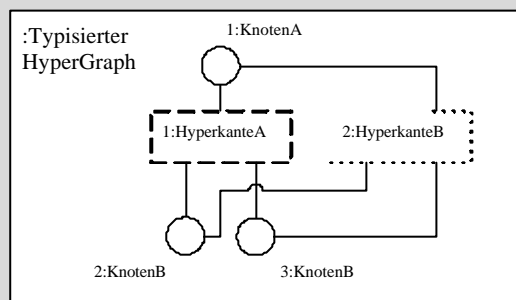 :Typisierter
HyperGraph
1:KnotenA
1:HyperkanteA
2:HyperkanteB
2:KnotenB
3:KnotenB